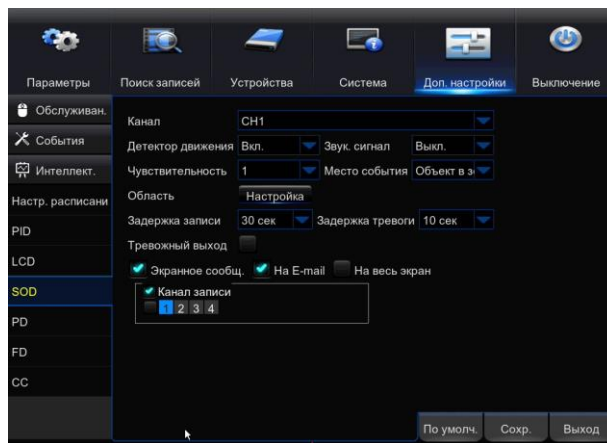 Параметры Поиск записей Устройства Система Доп. настройки Выключение
Обслуживан.
События
Интеллект.
Настр. расписани
PID
LCD
SOD
PD
FD
CC
Канал CH1
Детектор движения Вкл. Звук. сигнал Выкл.
Чувствительность 1 Место события Объект в з
Область Настройка
Задержка записи 30 сек Задержка тревоги 10 сек
Тревожный выход
Экранное сообщ. На E-mail На весь экран
Канал записи
1 2 3 4
По умолч. Сохр. Выход